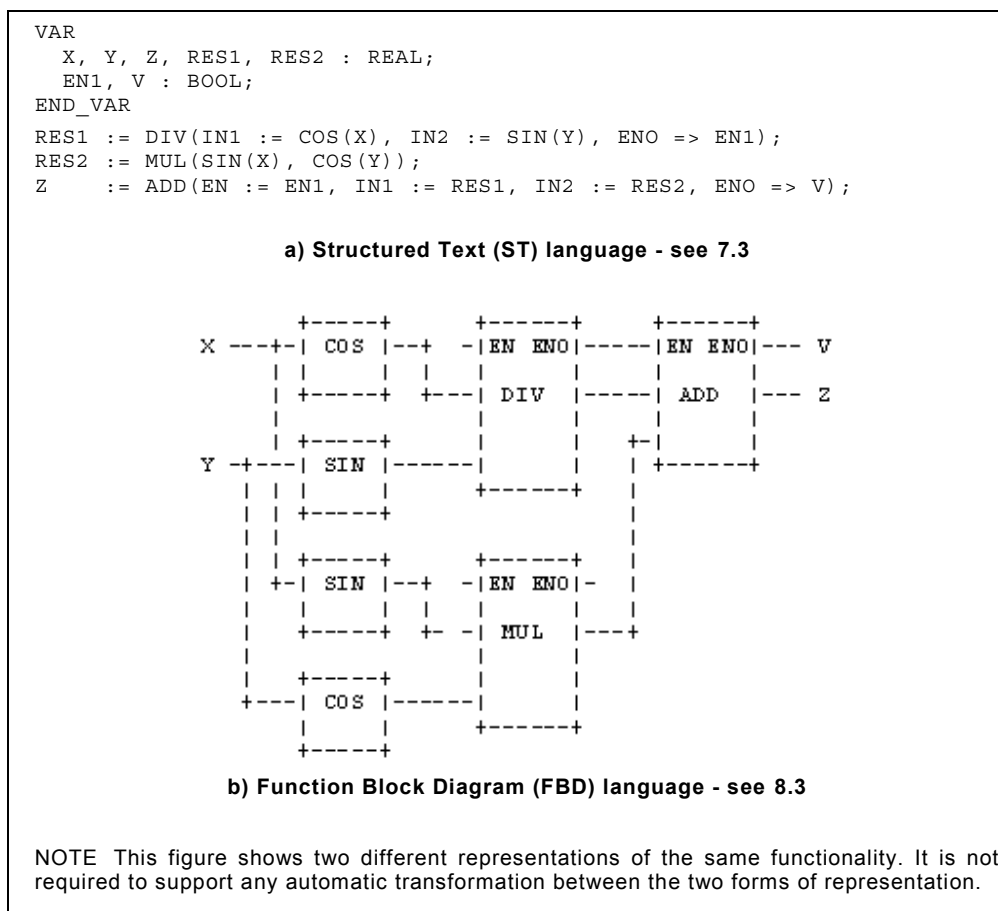 VAR
  X, Y, Z, RES1, RES2 : REAL;
  EN1, V : BOOL;
END_VAR
RES1 := DIV(IN1 := COS(X), IN2 := SIN(Y), ENO => EN1);
RES2 := MUL(SIN(X), COS(Y));
Z    := ADD(EN := EN1, IN1 := RES1, IN2 := RES2, ENO => V);
a) Structured Text (ST) language - see 7.3
           +-----+        +------+       +------+
 X ---+-| COS |--+  -|EN ENO|-----|EN ENO|--- V
      | |     |  |   |      |     |      |
      | +-----+  +---| DIV  |-----| ADD  |--- Z
      |              |      |     |      |
      | +-----+      |      |   +-|      |
 Y -+---| SIN |------|      |   | +------+
    | | |     |      +------+   |
    | | +-----+                 |
    | |                         |
    | | +-----+      +------+   |
    | +-| SIN |--+  -|EN ENO|-  |
    |   |     |  |   |      |   |
    |   +-----+  +- -| MUL  |---+
    |                |      |
    |   +-----+      |      |
    +---| COS |------|      |
        |     |      +------+
        +-----+
b) Function Block Diagram (FBD) language - see 8.3
NOTE This figure shows two different representations of the same functionality. It is not
required to support any automatic transformation between the two forms of representation.